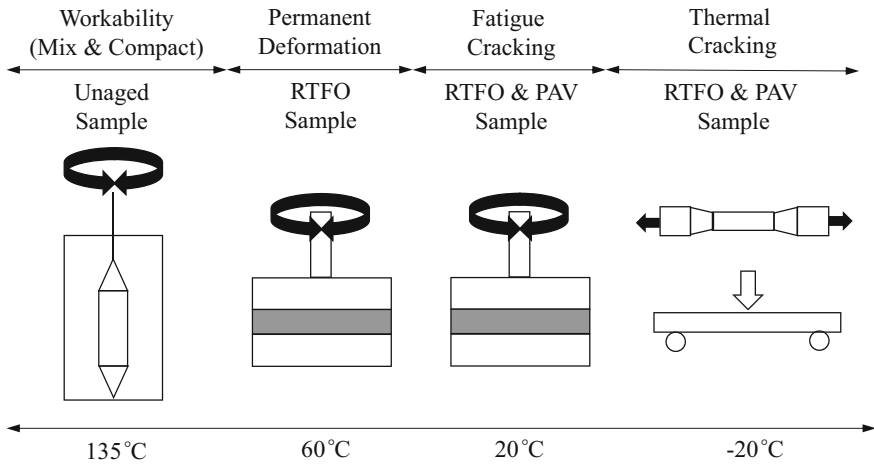 Workability
(Mix & Compact)
Permanent
Deformation
Fatigue
Cracking
Thermal
Cracking
Unaged
Sample
RTFO
Sample
RTFO & PAV
Sample
RTFO & PAV
Sample
135°C
60°C
20°C
-20°C